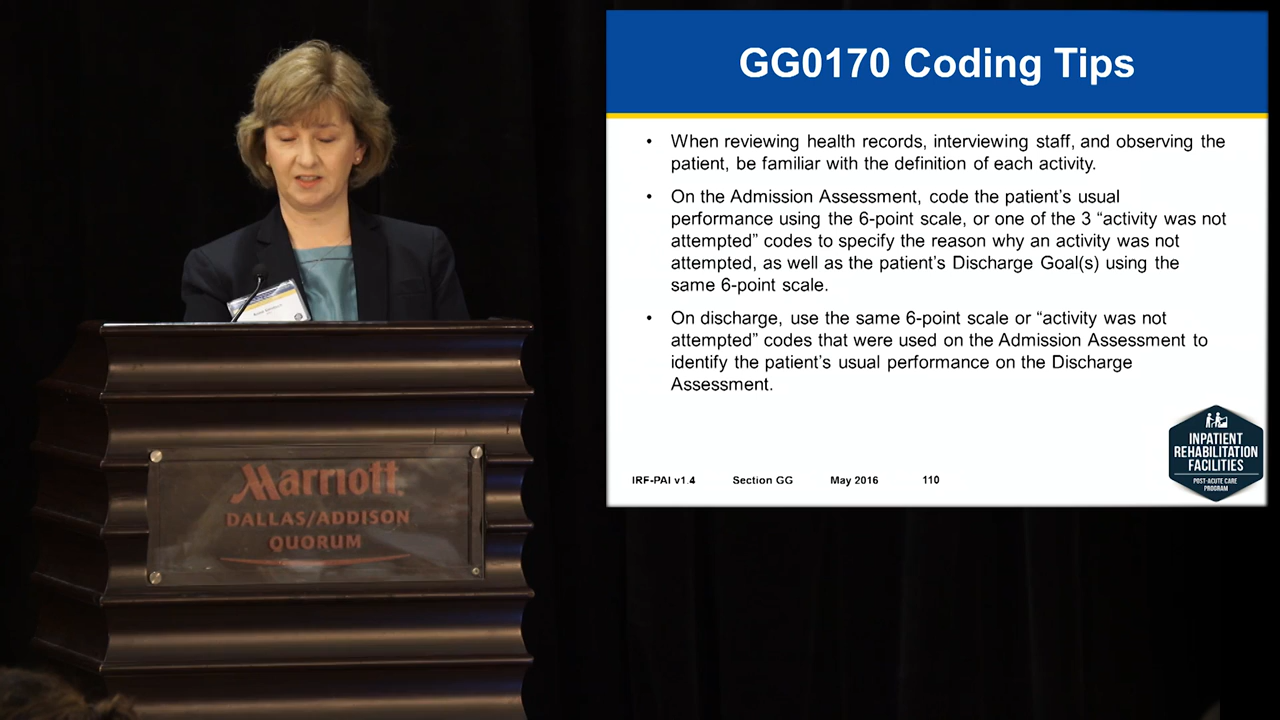 GG0170 Coding Tips
• When reviewing health records, interviewing staff, and observing the
patient, be familiar with the definition of each activity.
• On the Admission Assessment, code the patient’s usual
performance using the 6-point scale, or one of the 3 “activity was not
attempted” codes to specify the reason why an activity was not
attempted, as well as the patient’s Discharge Goal(s) using the
same 6-point scale.
• On discharge, use the same 6-point scale or “activity was not
attempted” codes that were used on the Admission Assessment to
identify the patient’s usual performance on the Discharge
Assessment.
INPATIENT
REHABILITATION
FACILITIES
POST-ACUTE CARE
PROGRAM
IRF-PAI v1.4 Section GG May 2016 110
Marriott
DALLAS/ADDISON
QUORUM